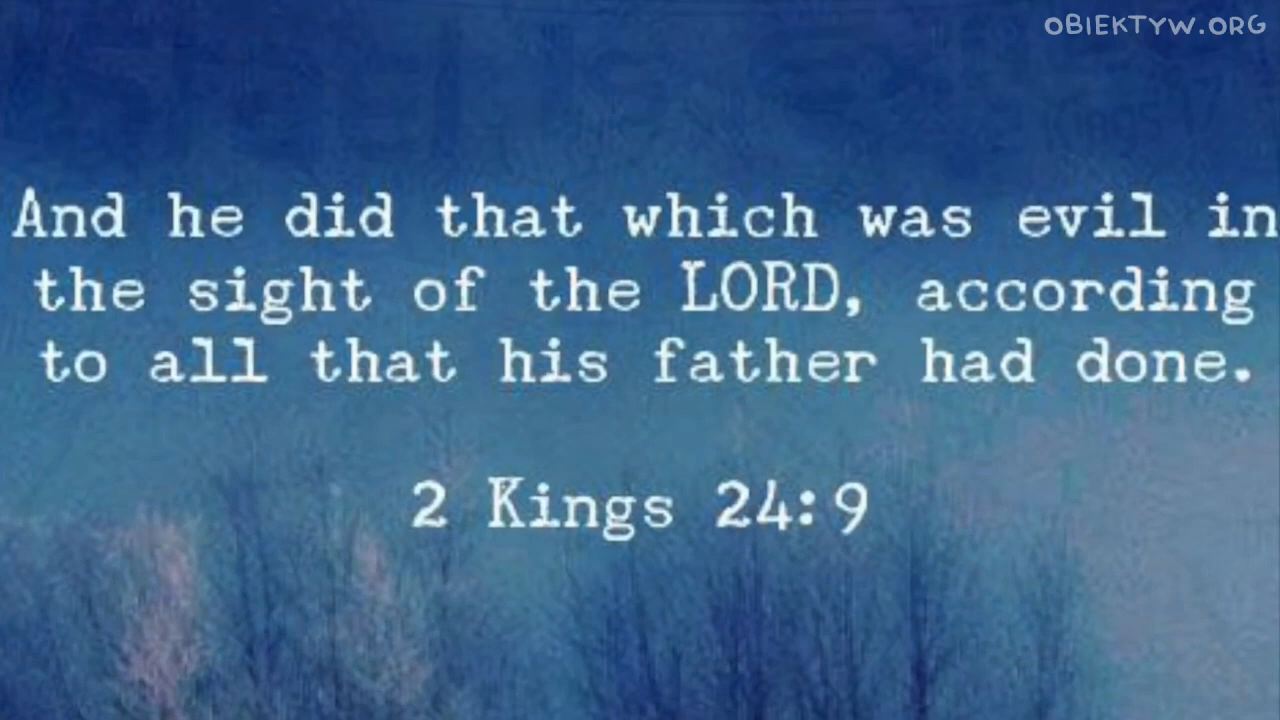 OBIEKTYW.ORG
And he did that which was evil in
the sight of the LORD, according
to all that his father had done.
2 Kings 24:9